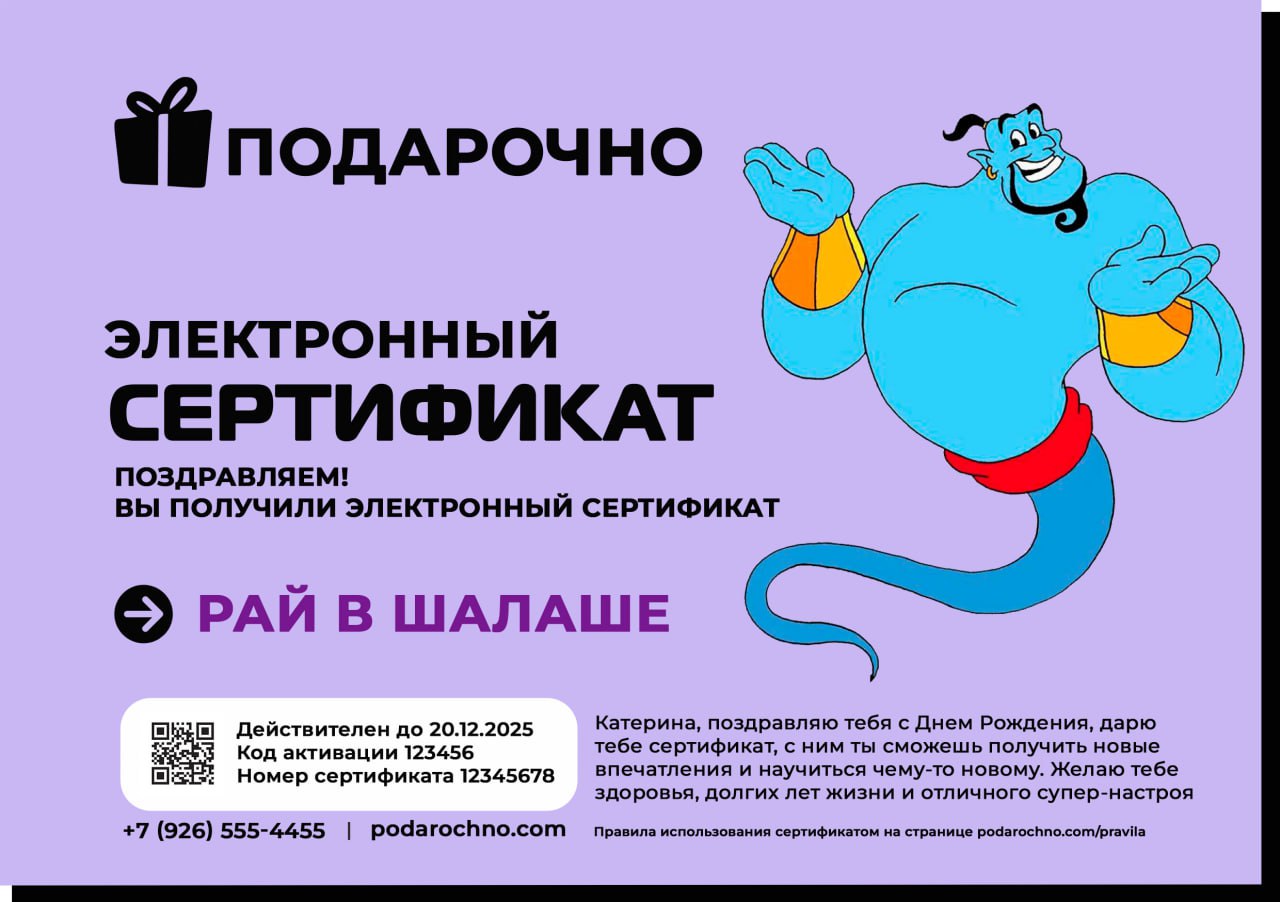 ПОДАРОЧНО
ЭЛЕКТРОННЫЙ
СЕРТИФИКАТ
ПОЗДРАВЛЯЕМ!
ВЫ ПОЛУЧИЛИ ЭЛЕКТРОННЫЙ СЕРТИФИКАТ
РАЙ В ШАЛАШЕ
Действителен до 20.12.2025
Код активации 123456
Номер сертификата 12345678
+7 (926) 555-4455 | podarochno.com
Катерина, поздравляю тебя с Днем Рождения, дарю
тебе сертификат, с ним ты сможешь получить новые
впечатления и научиться чему-то новому. Желаю тебе
здоровья, долгих лет жизни и отличного супер-настроя
Правила использования сертификатом на странице podarochno.com/pravila